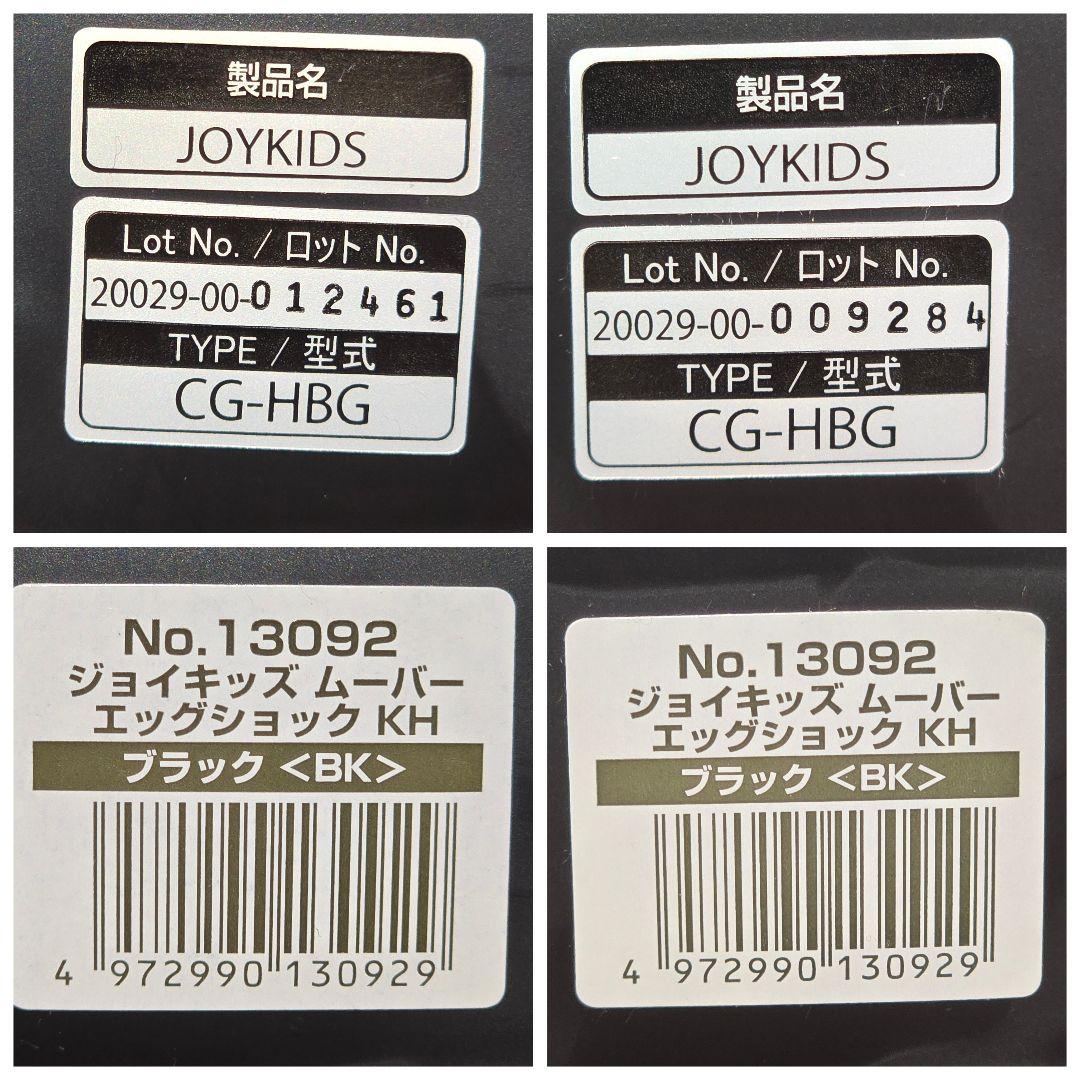 製品名
JOYKIDS
Lot No. / ロット No.
20029-00-012461
TYPE / 型式
CG-HBG
製品名
JOYKIDS
Lot No. / ロット No.
20029-00-009284
TYPE / 型式
CG-HBG
No.13092
ジョイキッズ ムーバー
エッグショック KH
ブラック <BK>
4 972990 130929
No.13092
ジョイキッズ ムーバー
エッグショック KH
ブラック <BK>
4 972990 130929